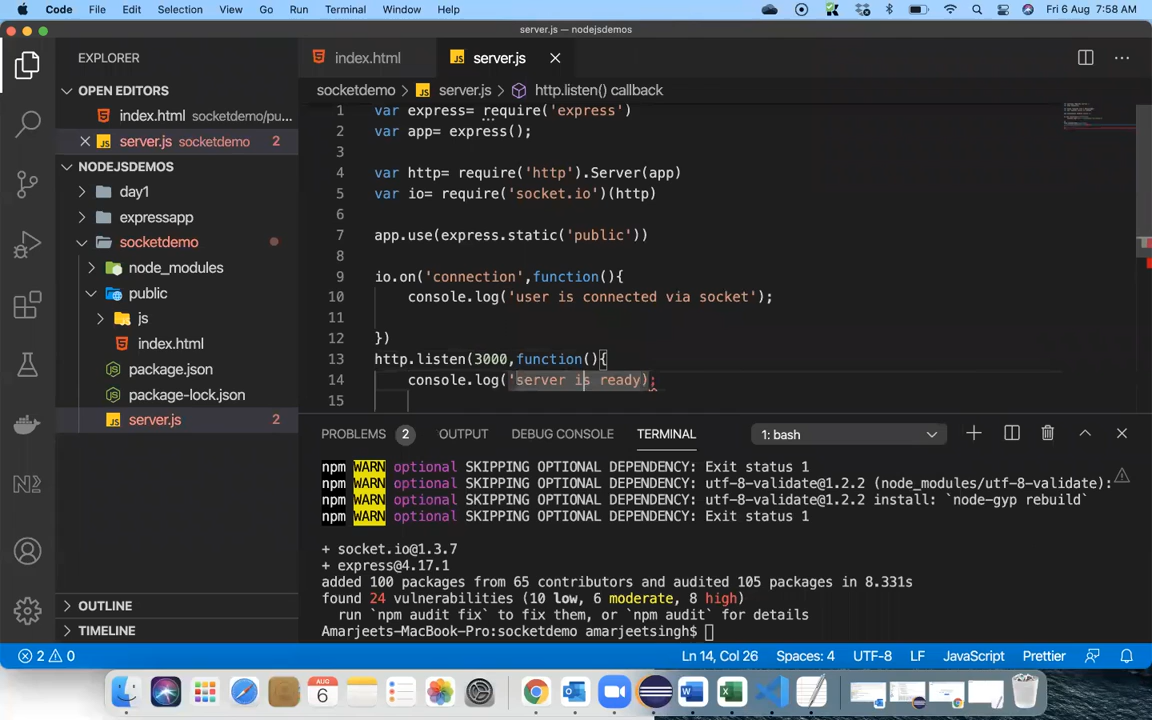 Code File Edit Selection View Go Run Terminal Window Help Fri 6 Aug 7:58 AM
server.js — nodejsdemos
EXPLORER
index.html server.js
OPEN EDITORS
socketdemo > server.js > http.listen() callback
index.html socketdemo/pu...
server.js socketdemo 2
NODEJSDEMOS
day1
expressapp
socketdemo
node_modules
public
js
index.html
package.json
package-lock.json
server.js 2
OUTLINE
TIMELINE
1 var express= require('express')
2 var app= express();
3
4 var http= require('http').Server(app)
5 var io= require('socket.io')(http)
6
7 app.use(express.static('public'))
8
9 io.on('connection',function(){
10 console.log('user is connected via socket');
11
12 })
13 http.listen(3000,function(){
14 console.log('server is ready);
15
PROBLEMS 2 OUTPUT DEBUG CONSOLE TERMINAL 1: bash
npm WARN optional SKIPPING OPTIONAL DEPENDENCY: Exit status 1
npm WARN optional SKIPPING OPTIONAL DEPENDENCY: utf-8-validate@1.2.2 (node_modules/utf-8-validate):
npm WARN optional SKIPPING OPTIONAL DEPENDENCY: utf-8-validate@1.2.2 install: `node-gyp rebuild`
npm WARN optional SKIPPING OPTIONAL DEPENDENCY: Exit status 1
+ socket.io@1.3.7
+ express@4.17.1
added 100 packages from 65 contributors and audited 105 packages in 8.331s
found 24 vulnerabilities (10 low, 6 moderate, 8 high)
run `npm audit fix` to fix them, or `npm audit` for details
Amarjeets-MacBook-Pro:socketdemo amarjeetsingh$
2 0 Ln 14, Col 26 Spaces: 4 UTF-8 LF JavaScript Prettier
AUG
6